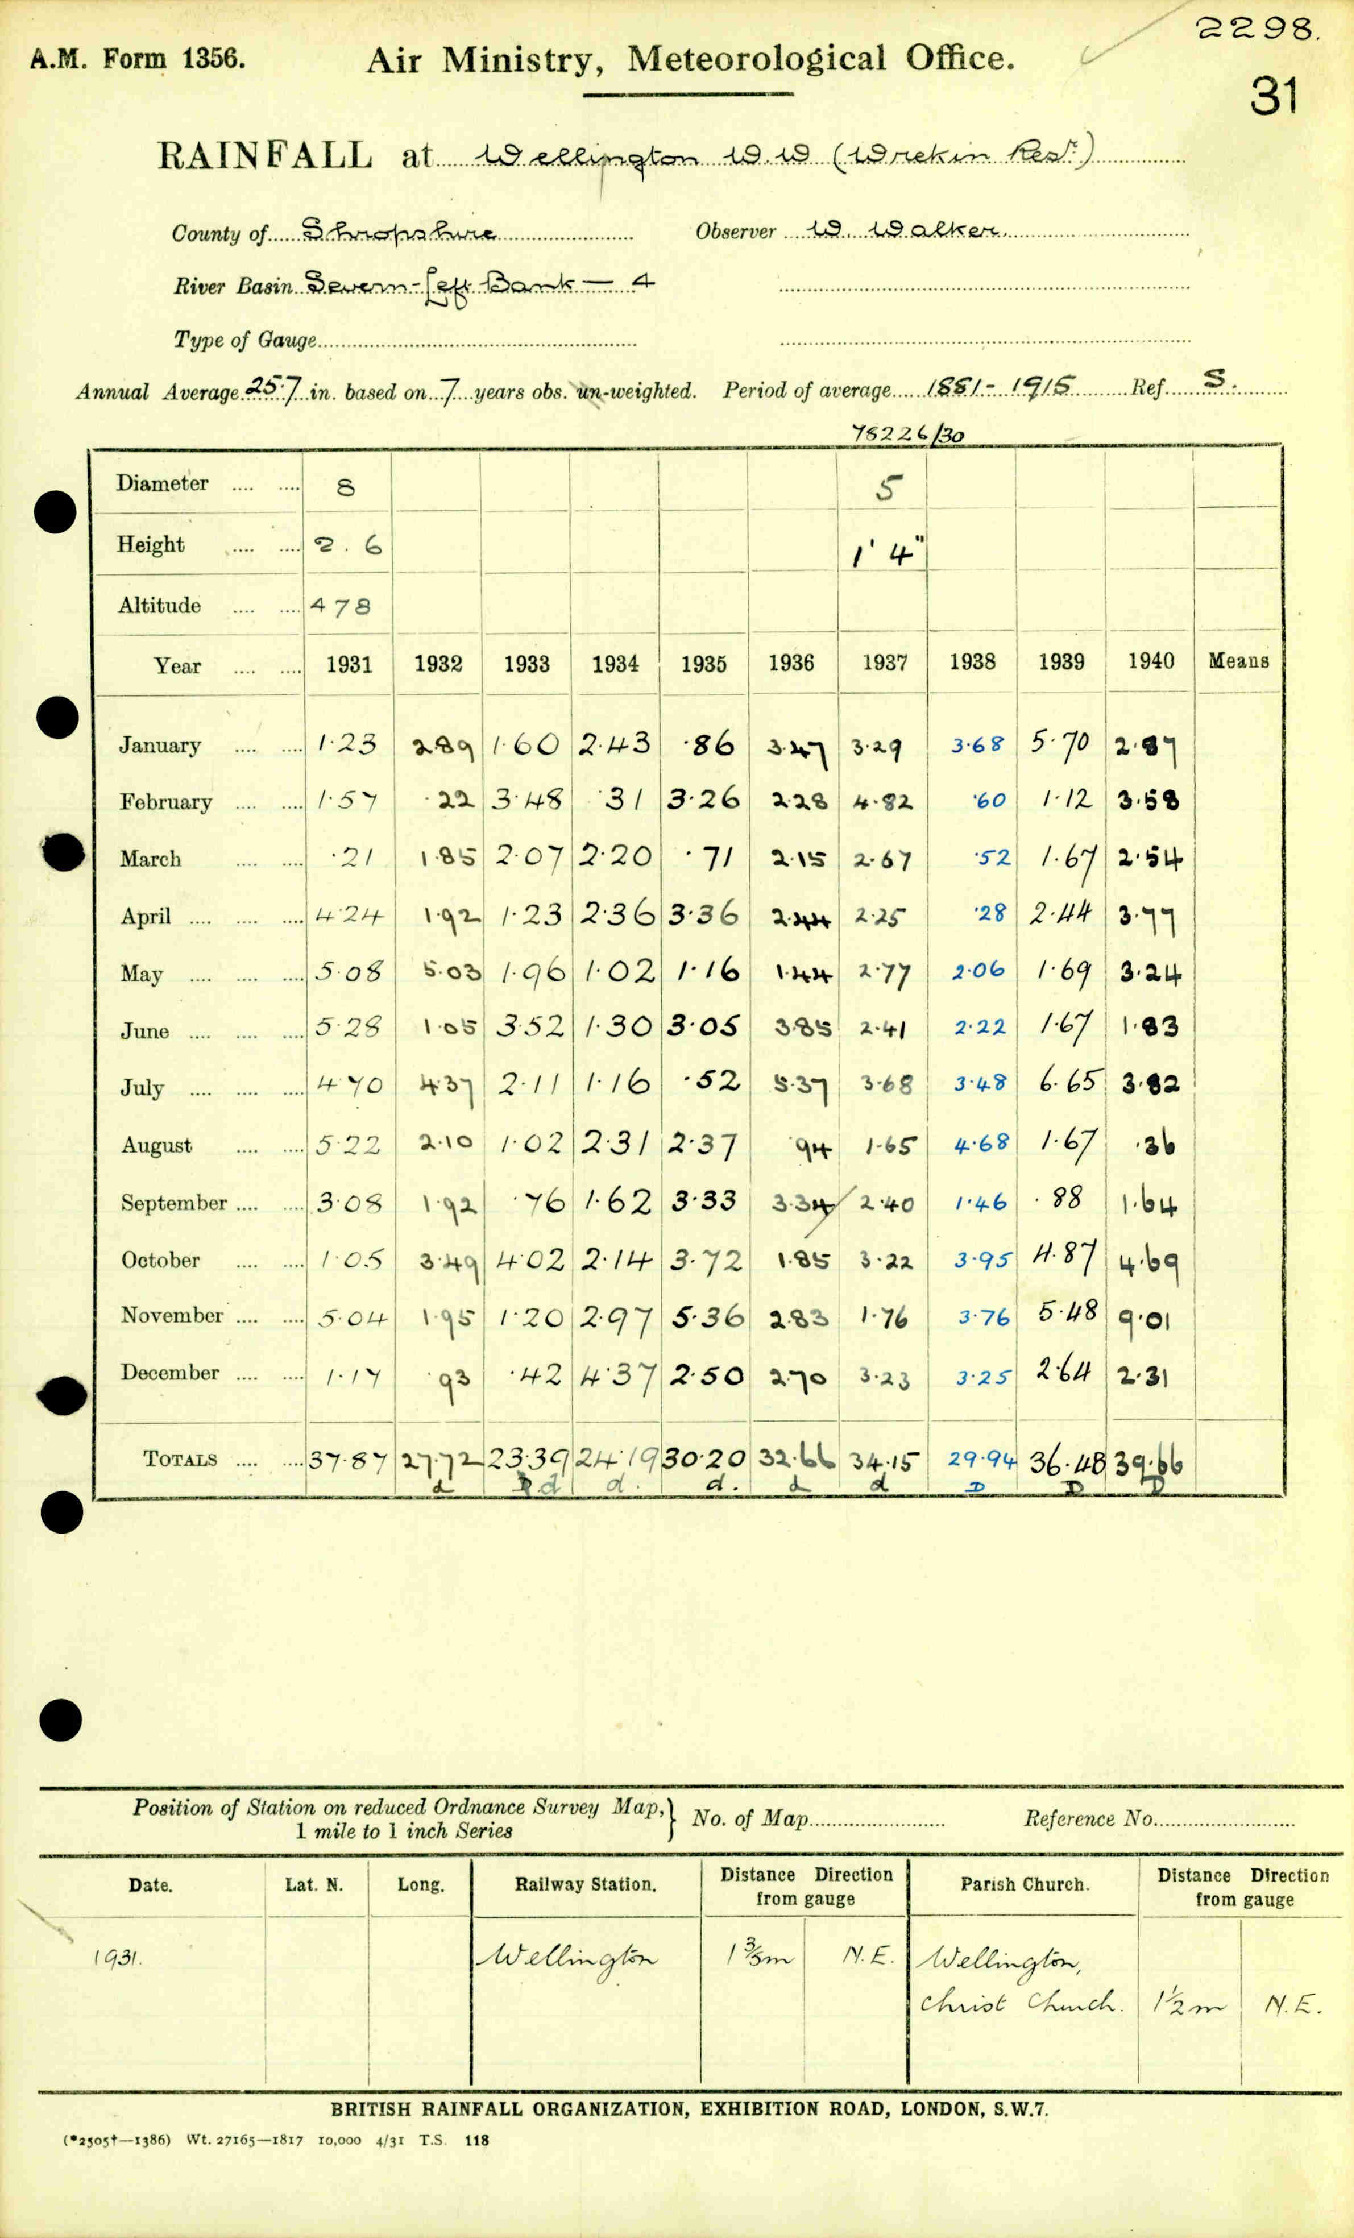 2298.
A.M. Form 1356. Air Ministry, Meteorological Office.
31
RAINFALL at Wellington W.W (Wrekin Resr.)
County of Shropshire Observer W. Walker.
River Basin Severn-Left Bank — 4
Type of Gauge
Annual Average 25·7 in. based on 7 years obs. un-weighted. Period of average 1881 - 1915 Ref. S.
78226/30
Diameter 8 5
Height 2. 6 1' 4"
Altitude 478
Year 1931 1932 1933 1934 1935 1936 1937 1938 1939 1940 Means
January 1·23 2·89 1·60 2·43 ·86 3·47 3·29 3·68 5·70 2·87
February 1·57 ·22 3·48 ·31 3·26 2·28 4·82 ·60 1·12 3·58
March ·21 1·85 2·07 2·20 ·71 2·15 2·67 ·52 1·67 2·54
April 4·24 1·92 1·23 2·36 3·36 2·44 2·25 ·28 2·44 3·77
May 5·08 5·03 1·96 1·02 1·16 1·44 2·77 2·06 1·69 3·24
June 5·28 1·05 3·52 1·30 3·05 3·85 2·41 2·22 1·67 1·83
July 4·70 4·37 2·11 1·16 ·52 5·37 3·68 3·48 6·65 3·82
August 5·22 2·10 1·02 2·31 2·37 ·94 1·65 4·68 1·67 ·36
September 3·08 1·92 ·76 1·62 3·33 3·34 2·40 1·46 ·88 1·64
October 1·05 3·49 4·02 2·14 3·72 1·85 3·22 3·95 4·87 4·69
November 5·04 1·95 1·20 2·97 5·36 2·83 1·76 3·76 5·48 9·01
December 1·17 ·93 ·42 4·37 2·50 2·70 3·23 3·25 2·64 2·31
TOTALS 37·87 27·72 23·39 24·19 30·20 32·66 34·15 29·94 36·48 39·66
d d d. d. d d D D D
Position of Station on reduced Ordnance Survey Map, 1 mile to 1 inch Series } No. of Map Reference No.
Date. Lat. N. Long. Railway Station. Distance Direction from gauge Parish Church. Distance Direction from gauge
1931. Wellington 1 3/8m N.E. Wellington,
Christ Church. 1½m N.E.
BRITISH RAINFALL ORGANIZATION, EXHIBITION ROAD, LONDON, S.W.7.
(*2505†—1386) Wt. 27165—1817 10,000 4/31 T.S. 118